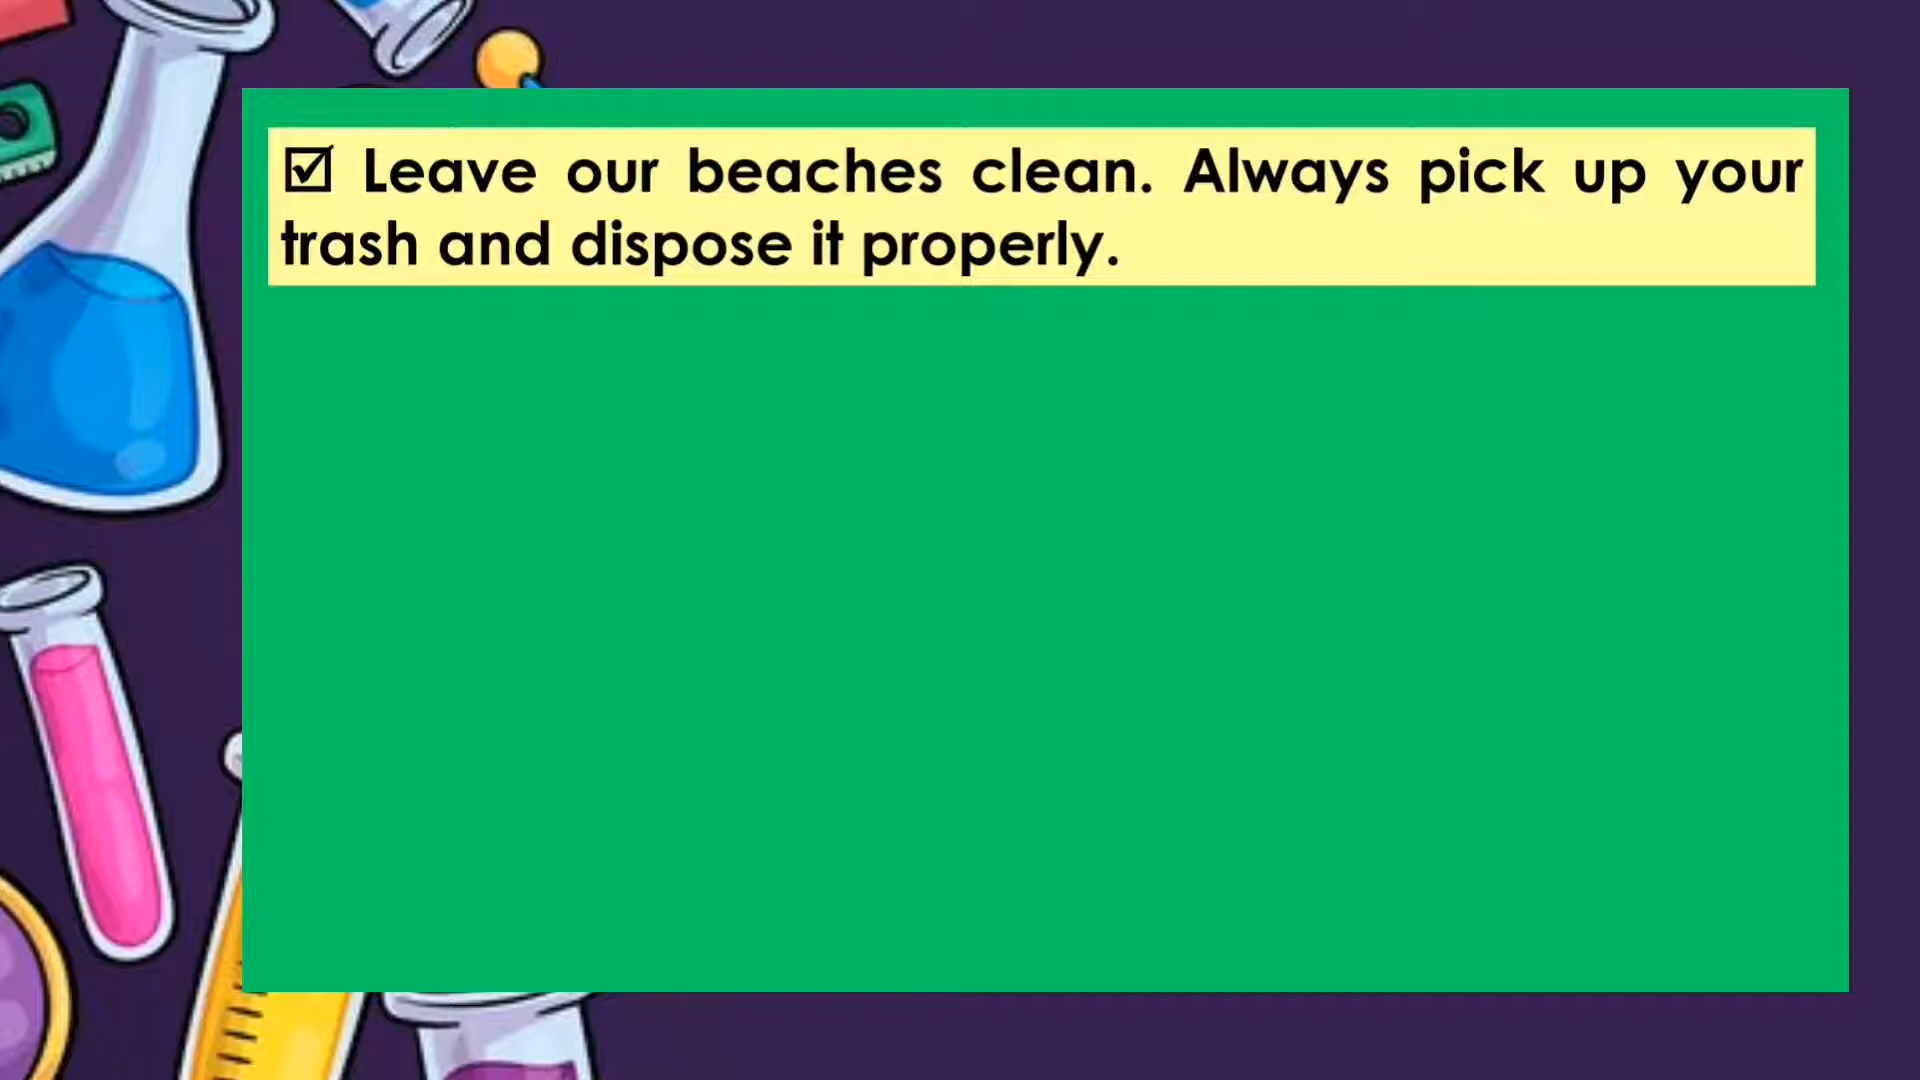 ☑ Leave our beaches clean. Always pick up your
trash and dispose it properly.